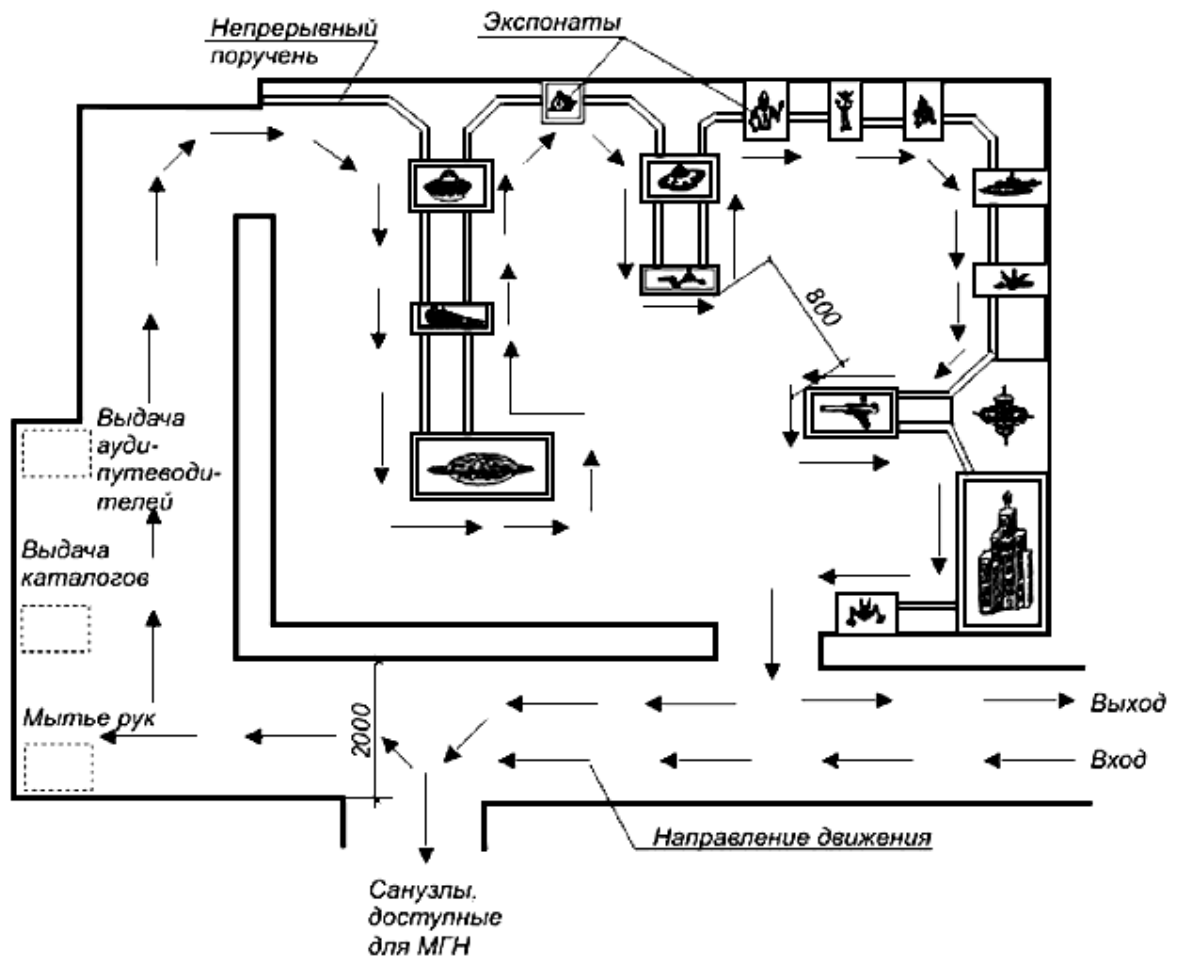 Непрерывный
поручень
Экспонаты
800
Выдача
ауди-
путеводи-
телей
Выдача
каталогов
Мытье рук
2000
Выход
Вход
Направление движения
Санузлы,
доступные
для МГН